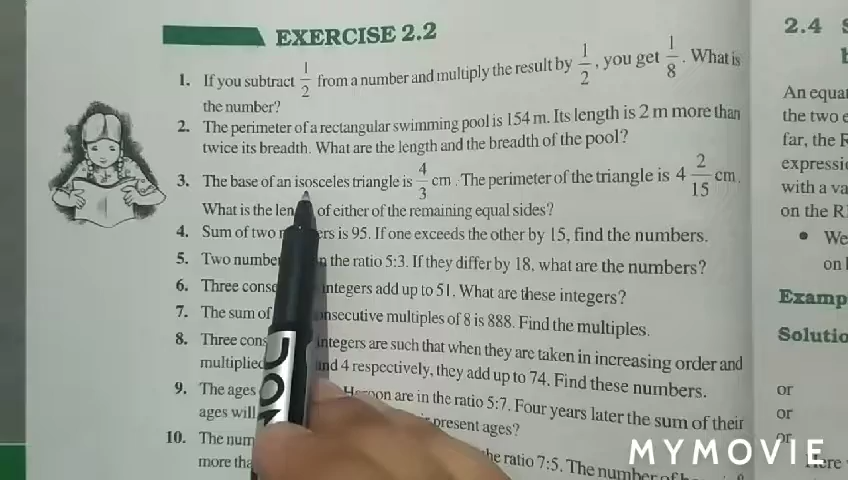 EXERCISE 2.2
1. If you subtract 1/2 from a number and multiply the result by 1/2, you get 1/8. What is
the number?
2. The perimeter of a rectangular swimming pool is 154 m. Its length is 2 m more than
twice its breadth. What are the length and the breadth of the pool?
3. The base of an isosceles triangle is 4/3 cm. The perimeter of the triangle is 4 2/15 cm.
What is the len of either of the remaining equal sides?
4. Sum of two ers is 95. If one exceeds the other by 15, find the numbers.
5. Two number the ratio 5:3. If they differ by 18, what are the numbers?
6. Three conse integers add up to 51. What are these integers?
7. The sum of nsecutive multiples of 8 is 888. Find the multiples.
8. Three cons integers are such that when they are taken in increasing order and
multiplied and 4 respectively, they add up to 74. Find these numbers.
9. The ages Haroon are in the ratio 5:7. Four years later the sum of their
ages will present ages?
10. The num he ratio 7:5. The number of
more tha
2.4
An equa
the two e
far, the R
expressi
with a va
on the R
• We
on
Examp
Solutio
or
or
or
Here
MYMOVIE